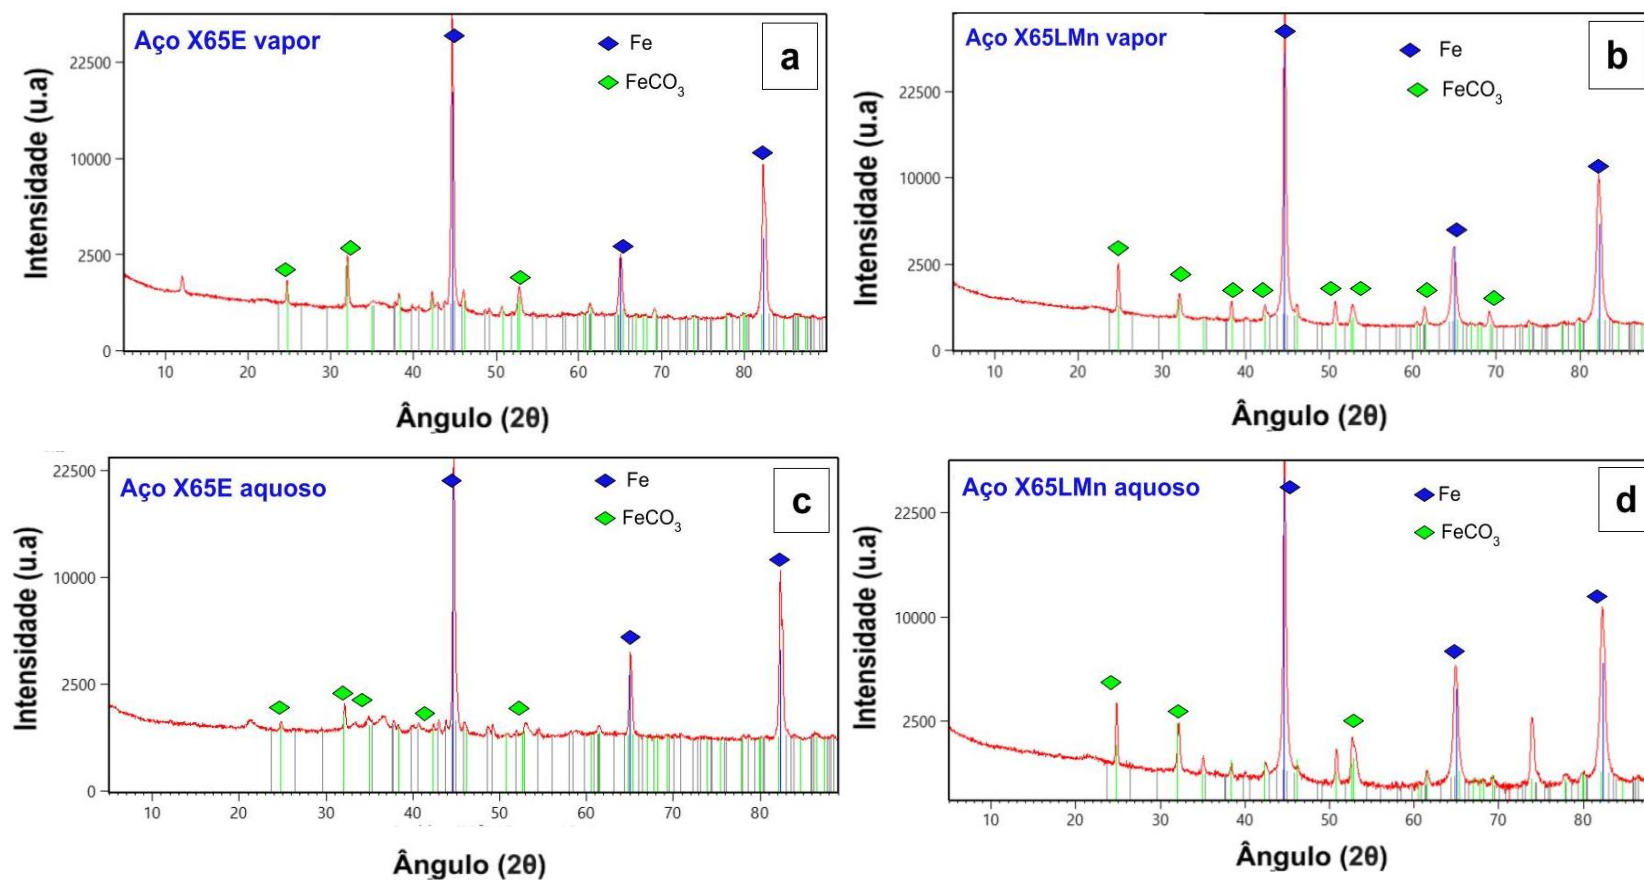 Aço X65E vapor
Fe
FeCO3
a
Intensidade (u.a)
22500
10000
2500
0
10 20 30 40 50 60 70 80
Ângulo (2θ)
Aço X65LMn vapor
Fe
FeCO3
b
Intensidade (u.a)
22500
10000
2500
0
10 20 30 40 50 60 70 80
Ângulo (2θ)
Aço X65E aquoso
Fe
FeCO3
c
Intensidade (u.a)
22500
10000
2500
0
10 20 30 40 50 60 70 80
Ângulo (2θ)
Aço X65LMn aquoso
Fe
FeCO3
d
Intensidade (u.a)
22500
10000
2500
10 20 30 40 50 60 70 80
Ângulo (2θ)